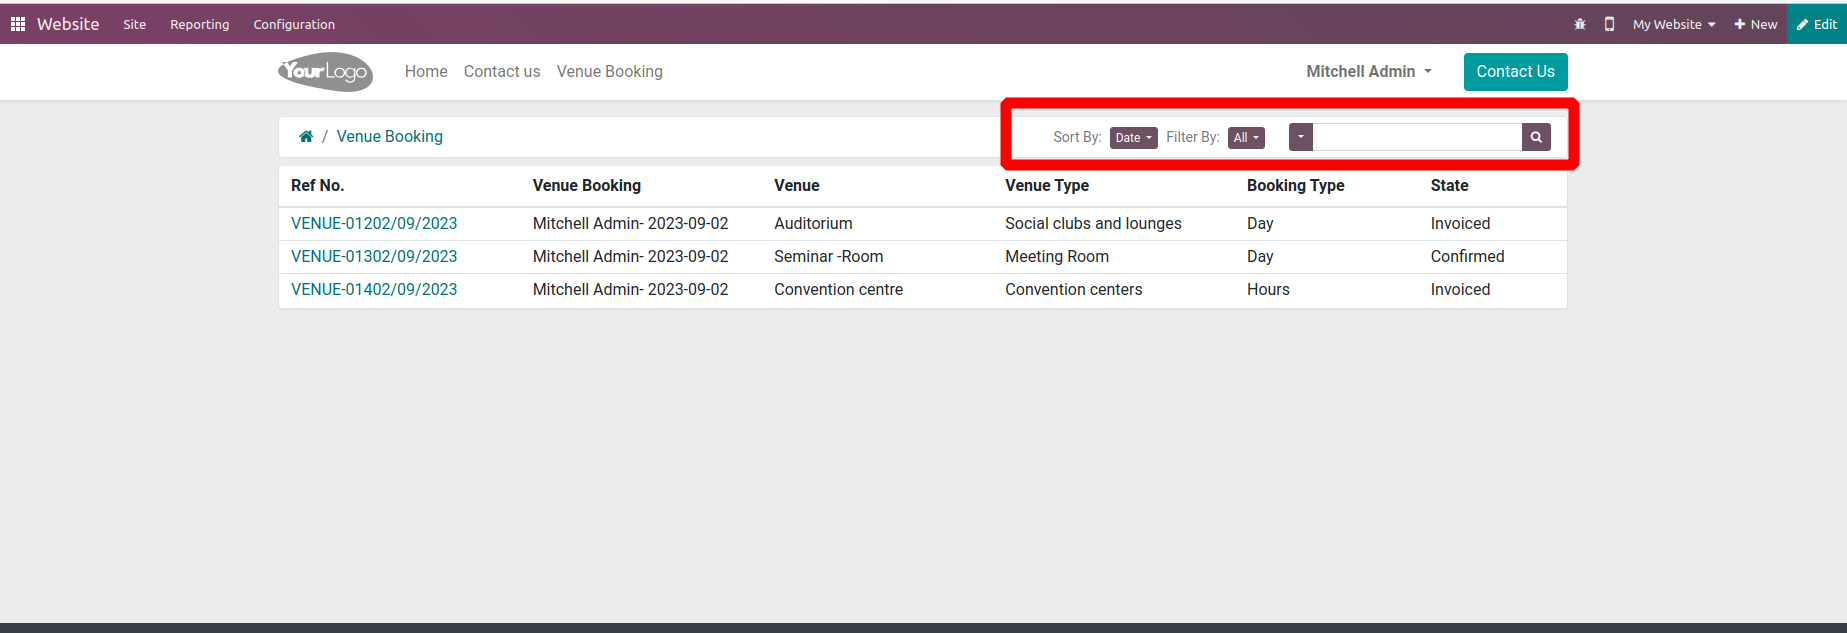 Website Site Reporting Configuration My Website New Edit
YourLogo Home Contact us Venue Booking Mitchell Admin Contact Us
/ Venue Booking Sort By: Date Filter By: All
Ref No. Venue Booking Venue Venue Type Booking Type State
VENUE-01202/09/2023 Mitchell Admin- 2023-09-02 Auditorium Social clubs and lounges Day Invoiced
VENUE-01302/09/2023 Mitchell Admin- 2023-09-02 Seminar -Room Meeting Room Day Confirmed
VENUE-01402/09/2023 Mitchell Admin- 2023-09-02 Convention centre Convention centers Hours Invoiced